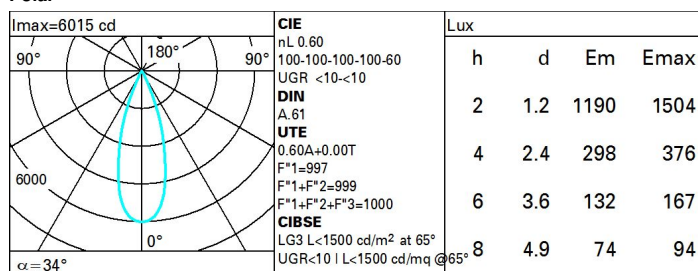 Imax=6015 cd
90°
180°
90°
6000
0°
α=34°
CIE
nL 0.60
100-100-100-100-60
UGR <10-<10
DIN
A.61
UTE
0.60A+0.00T
F"1=997
F"1+F"2=999
F"1+F"2+F"3=1000
CIBSE
LG3 L<1500 cd/m² at 65°
UGR<10 | L<1500 cd/mq @65°
Lux
h d Em Emax
2 1.2 1190 1504
4 2.4 298 376
6 3.6 132 167
8 4.9 74 94